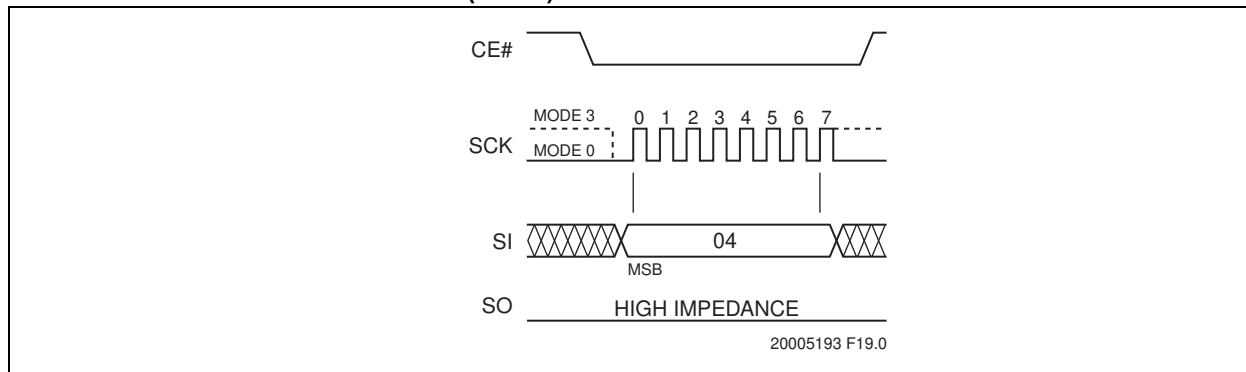 CE#
MODE 3
0 1 2 3 4 5 6 7
SCK
MODE 0
SI
04
MSB
SO
HIGH IMPEDANCE
20005193 F19.0